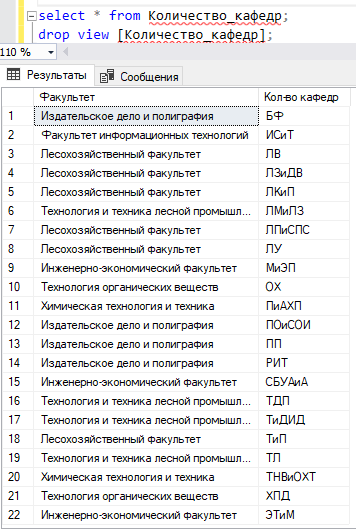 select * from Количество_кафедр;
drop view [Количество_кафедр];
110 %
Результаты Сообщения
Факультет Кол-во кафедр
1 Издательское дело и полиграфия БФ
2 Факультет информационных технологий ИСиТ
3 Лесохозяйственный факультет ЛВ
4 Лесохозяйственный факультет ЛЗиДВ
5 Лесохозяйственный факультет ЛКиП
6 Технология и техника лесной промышл... ЛМиЛЗ
7 Лесохозяйственный факультет ЛПиСПС
8 Лесохозяйственный факультет ЛУ
9 Инженерно-экономический факультет МиЭП
10 Технология органических веществ ОХ
11 Химическая технология и техника ПиАХП
12 Издательское дело и полиграфия ПОиСОИ
13 Издательское дело и полиграфия ПП
14 Издательское дело и полиграфия РИТ
15 Инженерно-экономический факультет СБУАиА
16 Технология и техника лесной промышл... ТДП
17 Технология и техника лесной промышл... ТиДИД
18 Лесохозяйственный факультет ТиП
19 Технология и техника лесной промышл... ТЛ
20 Химическая технология и техника ТНВиОХТ
21 Технология органических веществ ХПД
22 Инженерно-экономический факультет ЭТиМ